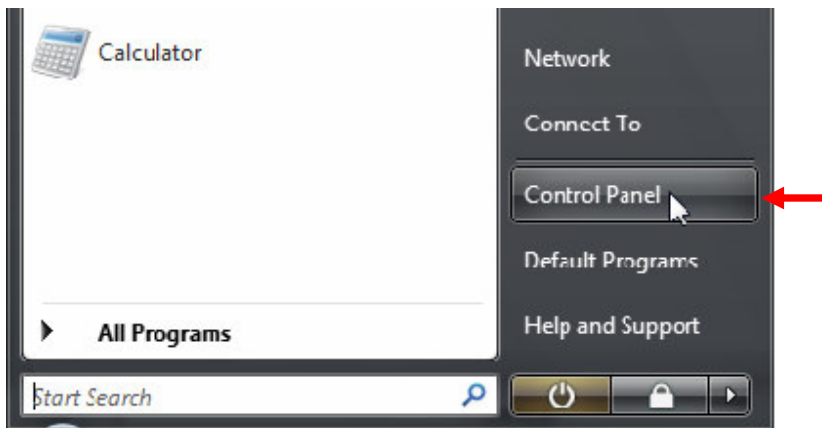 Calculator
All Programs
Start Search
Network
Connect To
Control Panel
Default Programs
Help and Support